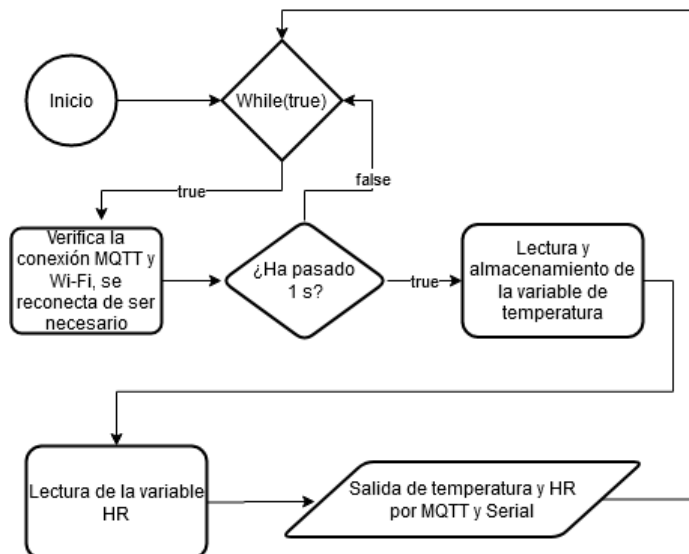 Inicio
While(true)
true
false
Verifica la
conexión MQTT y
Wi-Fi, se
reconecta de ser
necesario
¿Ha pasado
1 s?
true
Lectura y
almacenamiento de
la variable de
temperatura
Lectura de la variable
HR
Salida de temperatura y HR
por MQTT y Serial